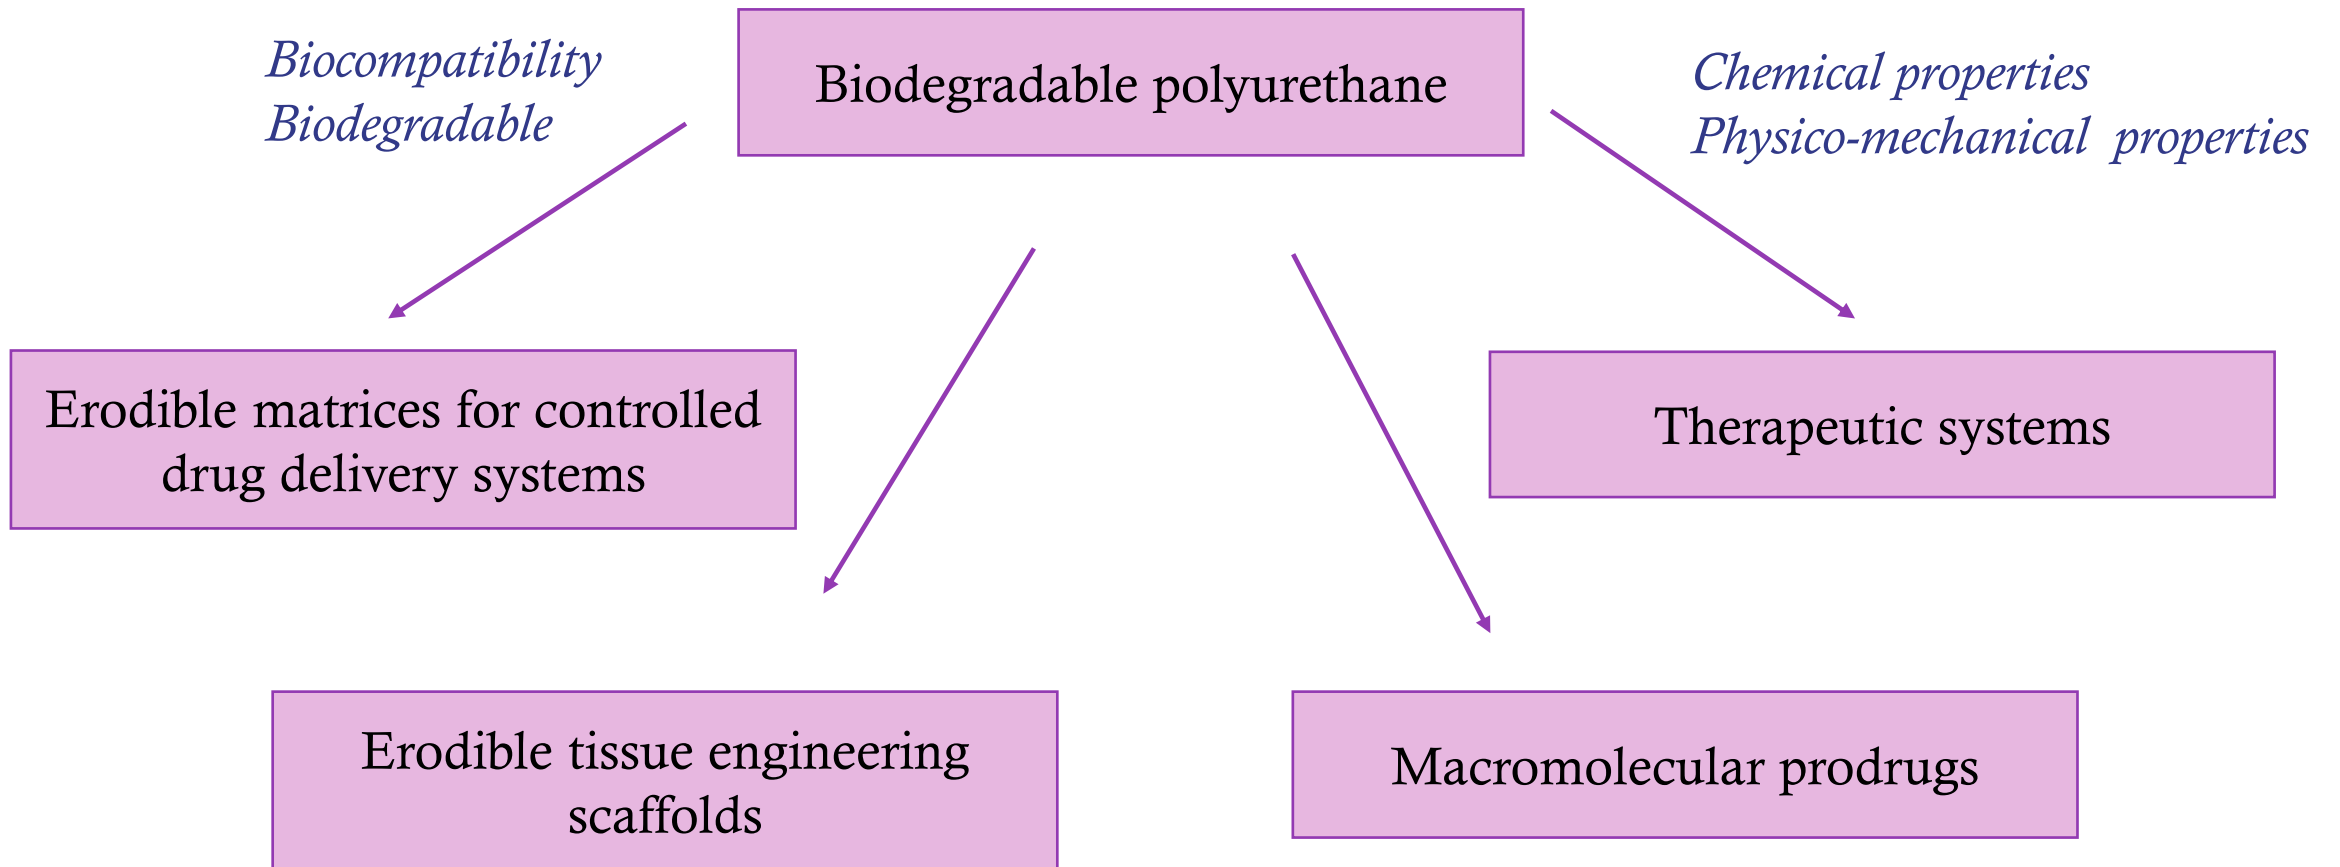 Biocompatibility
Biodegradable
Biodegradable polyurethane
Chemical properties
Physico-mechanical properties
Erodible matrices for controlled
drug delivery systems
Therapeutic systems
Erodible tissue engineering
scaffolds
Macromolecular prodrugs